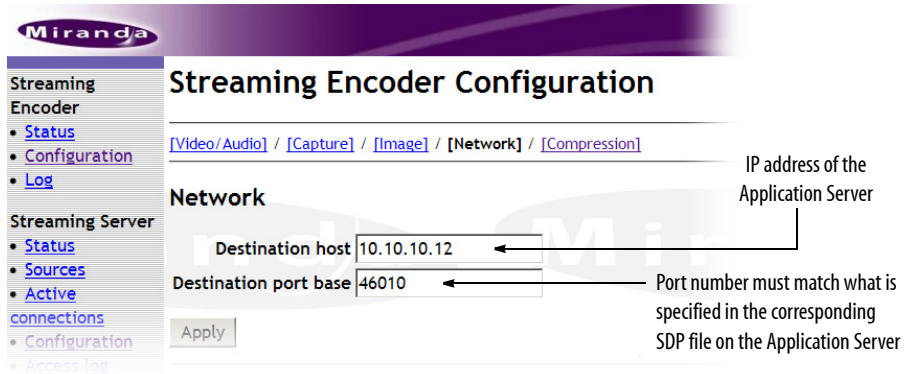 Miranda
Streaming
Encoder
• Status
• Configuration
• Log
Streaming Server
• Status
• Sources
• Active
connections
• Configuration
• Access log
Streaming Encoder Configuration
[Video/Audio] / [Capture] / [Image] / [Network] / [Compression]
Network
Destination host 10.10.10.12
Destination port base 46010
Apply
IP address of the
Application Server
Port number must match what is
specified in the corresponding
SDP file on the Application Server